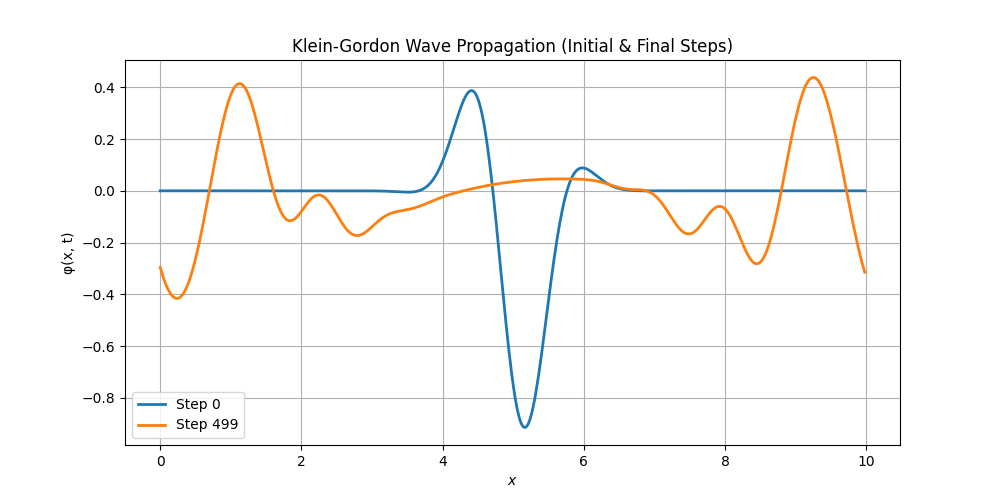 Klein-Gordon Wave Propagation (Initial & Final Steps)
φ(x, t)
0.4
0.2
0.0
−0.2
−0.4
−0.6
−0.8
Step 0
Step 499
0 2 4 6 8 10
x